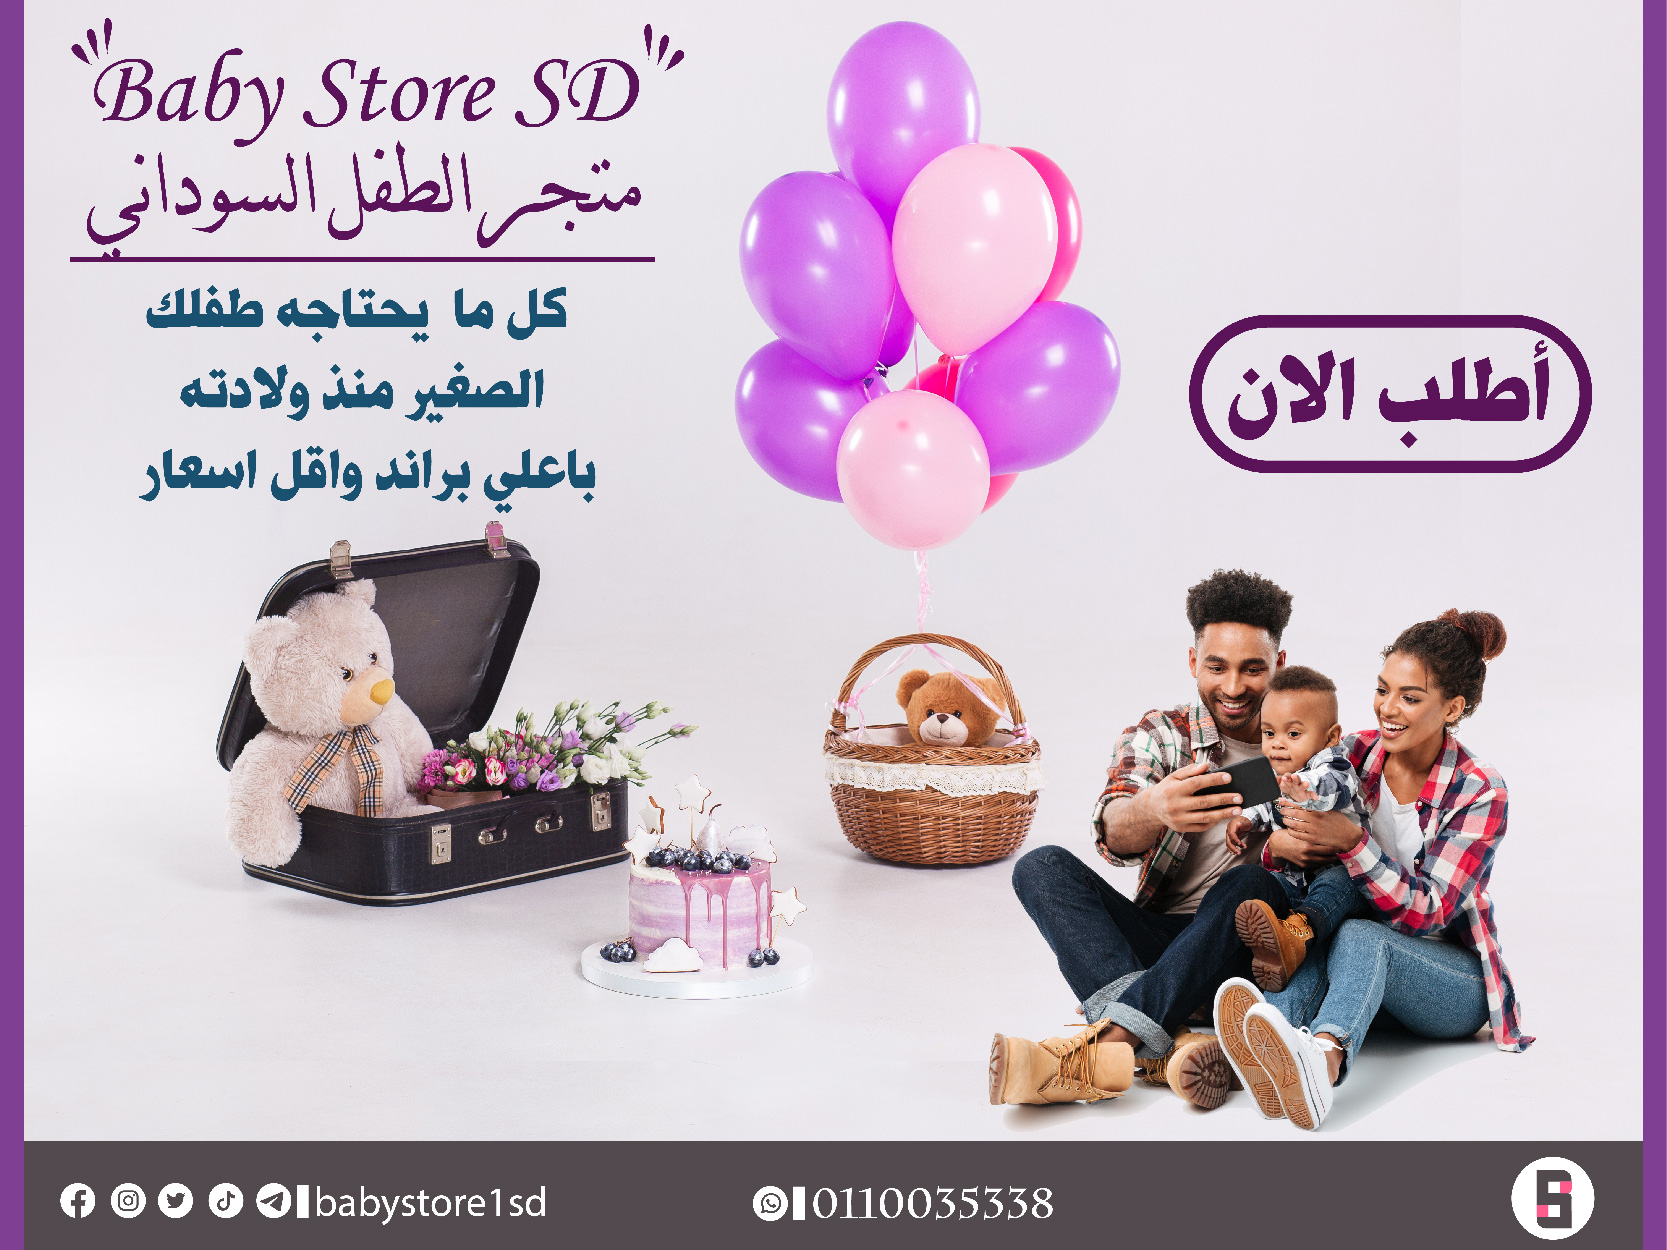 "Baby Store SD"
متجر الطفل السوداني
كل ما يحتاجه طفلك
الصغير منذ ولادته
باعلي براند واقل اسعار
أطلب الان
babystore1sd
0110035338